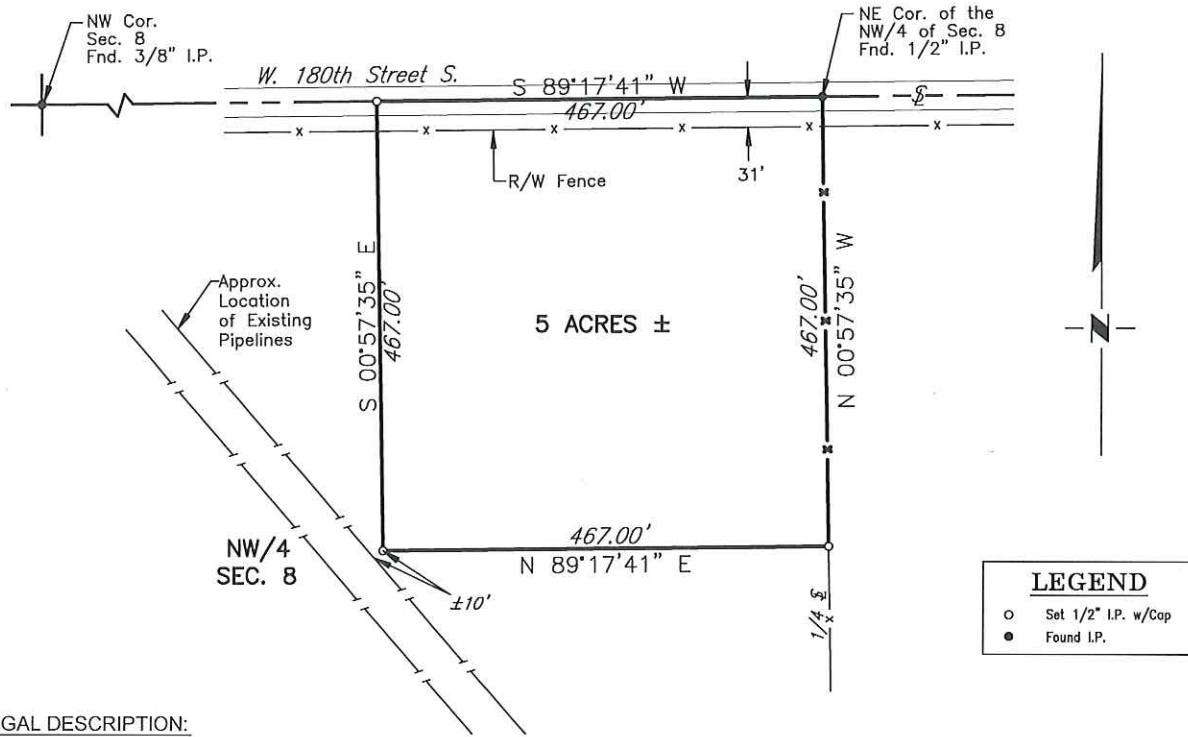 NW Cor.
Sec. 8
Fnd. 3/8" I.P.
NE Cor. of the
NW/4 of Sec. 8
Fnd. 1/2" I.P.
W. 180th Street S.
S 89°17'41" W
467.00'
R/W Fence
31'
S 00°57'35" E
467.00'
5 ACRES ±
467.00'
N 00°57'35" W
Approx.
Location
of Existing
Pipelines
N
NW/4
SEC. 8
467.00'
N 89°17'41" E
±10'
1/4
LEGEND
Set 1/2" I.P. w/Cap
Found I.P.
GAL DESCRIPTION: